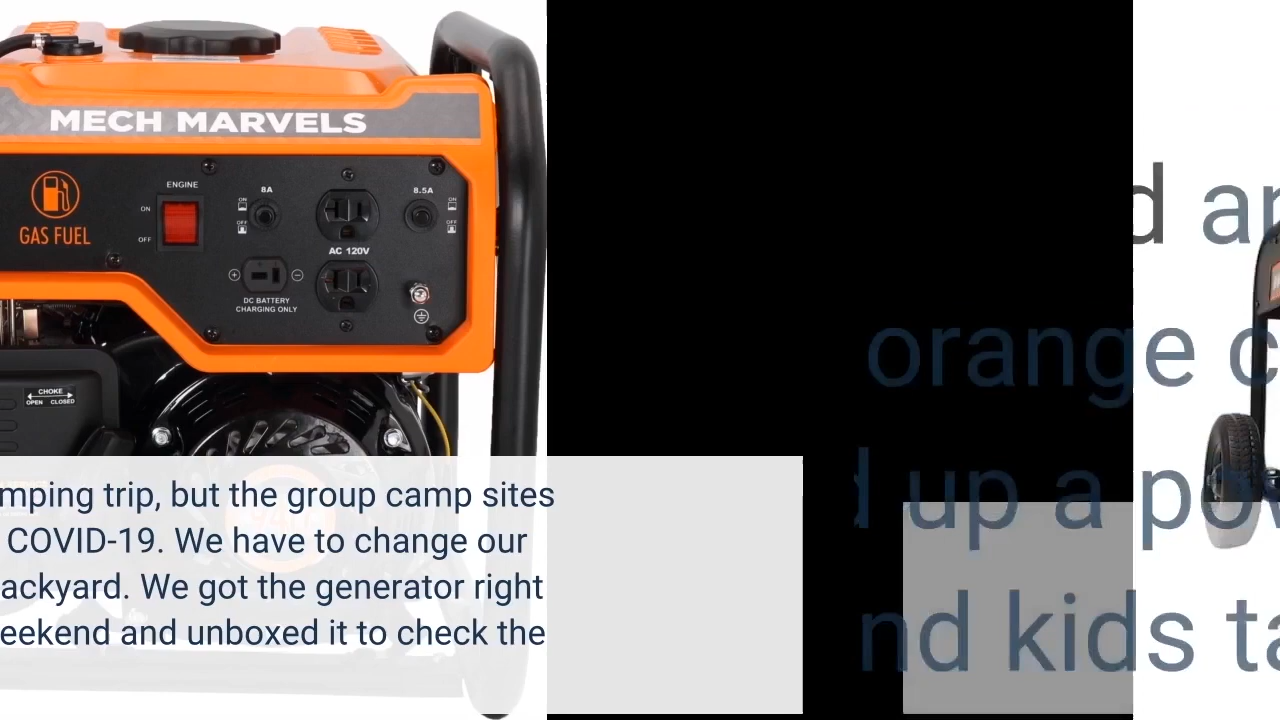 MECH MARVELS
ENGINE
8A
8.5A
ON
ON
ON
OFF
OFF
OFF
GAS FUEL
AC 120V
DC BATTERY
CHARGING ONLY
CHOKE
OPEN CLOSED
mping trip, but the group camp sites
COVID-19. We have to change our
ackyard. We got the generator right
eekend and unboxed it to check the
d ar
orange c
d up a pow
nd kids ta